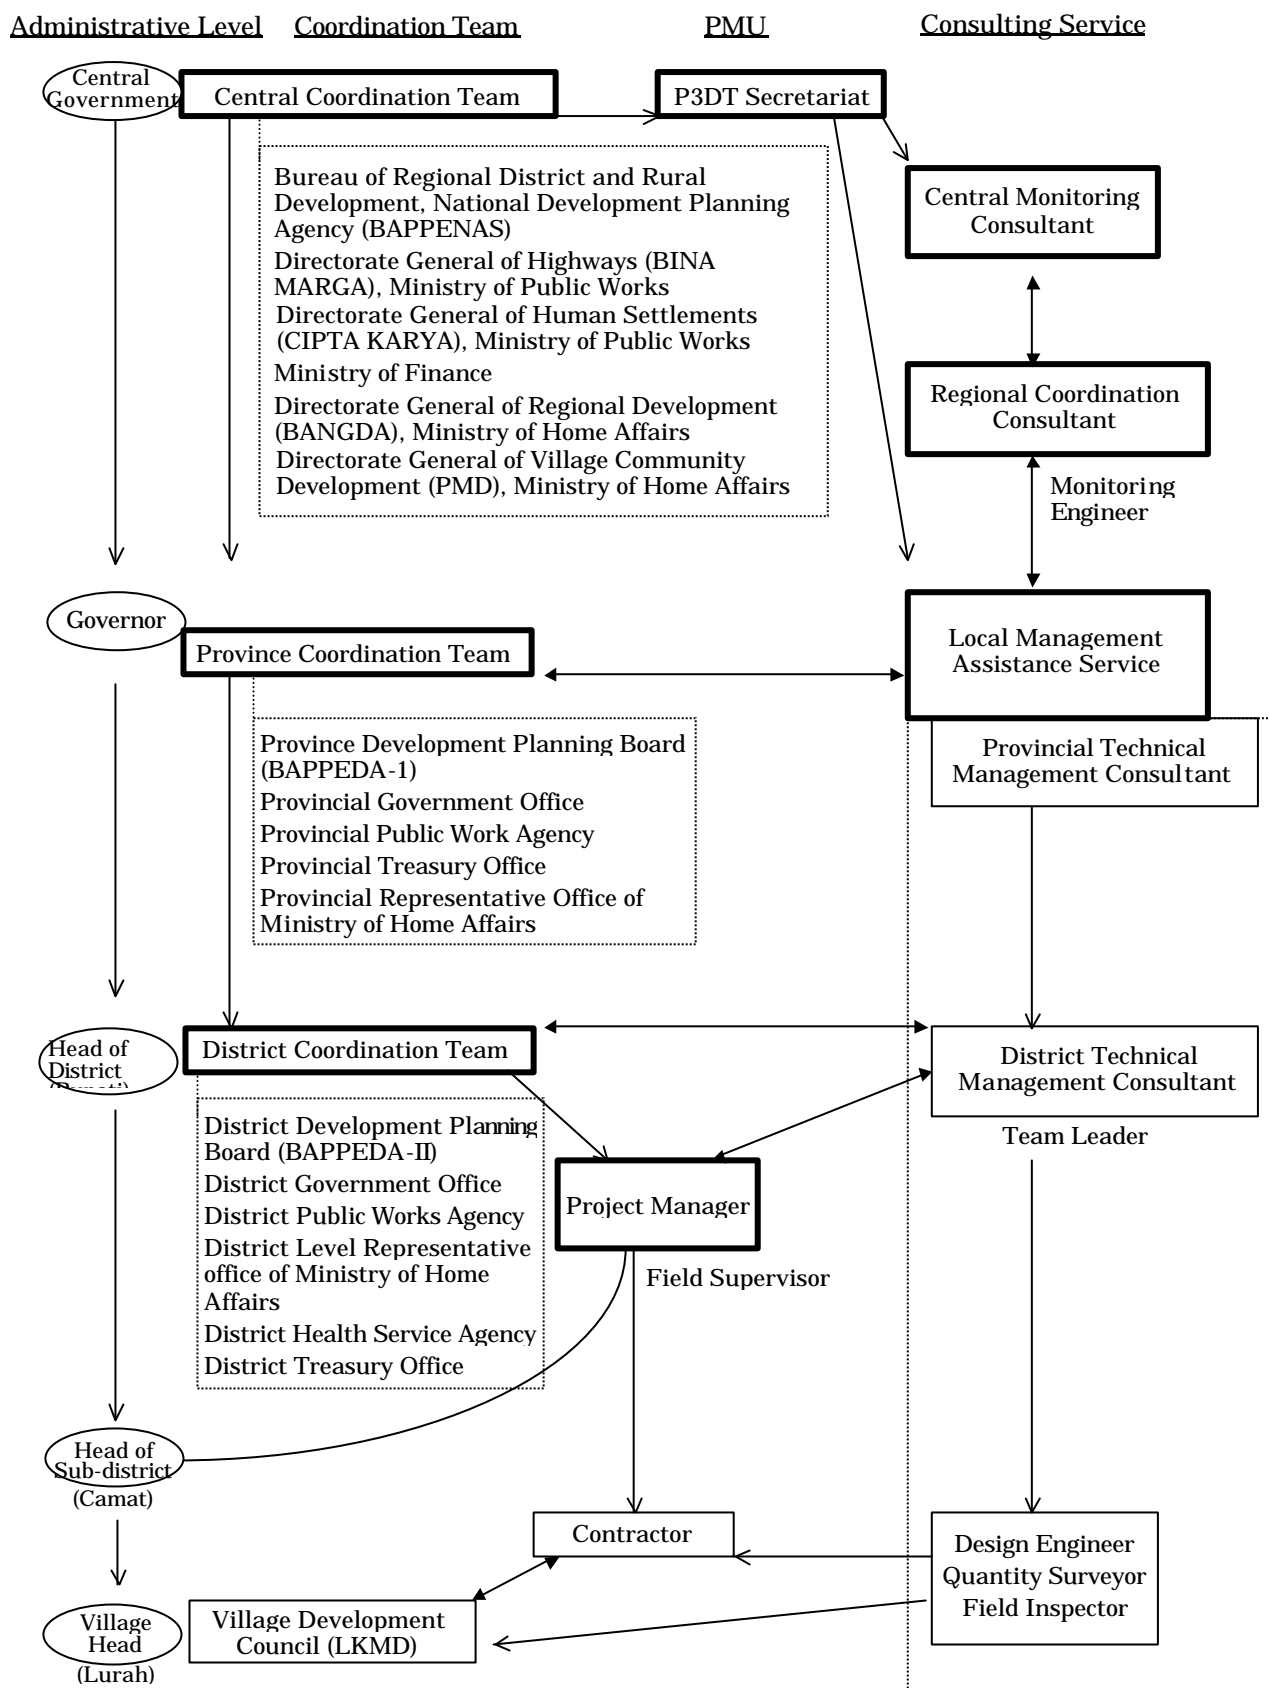 Administrative Level
Coordination Team
PMU
Consulting Service
Central
Government
Central Coordination Team
P3DT Secretariat
Bureau of Regional District and Rural
Development, National Development Planning
Agency (BAPPENAS)
Directorate General of Highways (BINA
MARGA), Ministry of Public Works
Directorate General of Human Settlements
(CIPTA KARYA), Ministry of Public Works
Ministry of Finance
Directorate General of Regional Development
(BANGDA), Ministry of Home Affairs
Directorate General of Village Community
Development (PMD), Ministry of Home Affairs
Central Monitoring
Consultant
Regional Coordination
Consultant
Monitoring
Engineer
Governor
Province Coordination Team
Local Management
Assistance Service
Province Development Planning Board
(BAPPEDA-1)
Provincial Government Office
Provincial Public Work Agency
Provincial Treasury Office
Provincial Representative Office of
Ministry of Home Affairs
Provincial Technical
Management Consultant
Head of
District
District Coordination Team
District Technical
Management Consultant
Team Leader
District Development Planning
Board (BAPPEDA-II)
District Government Office
District Public Works Agency
District Level Representative
office of Ministry of Home
Affairs
District Health Service Agency
District Treasury Office
Project Manager
Field Supervisor
Head of
Sub-district
(Camat)
Contractor
Design Engineer
Quantity Surveyor
Field Inspector
Village
Head
(Lurah)
Village Development
Council (LKMD)